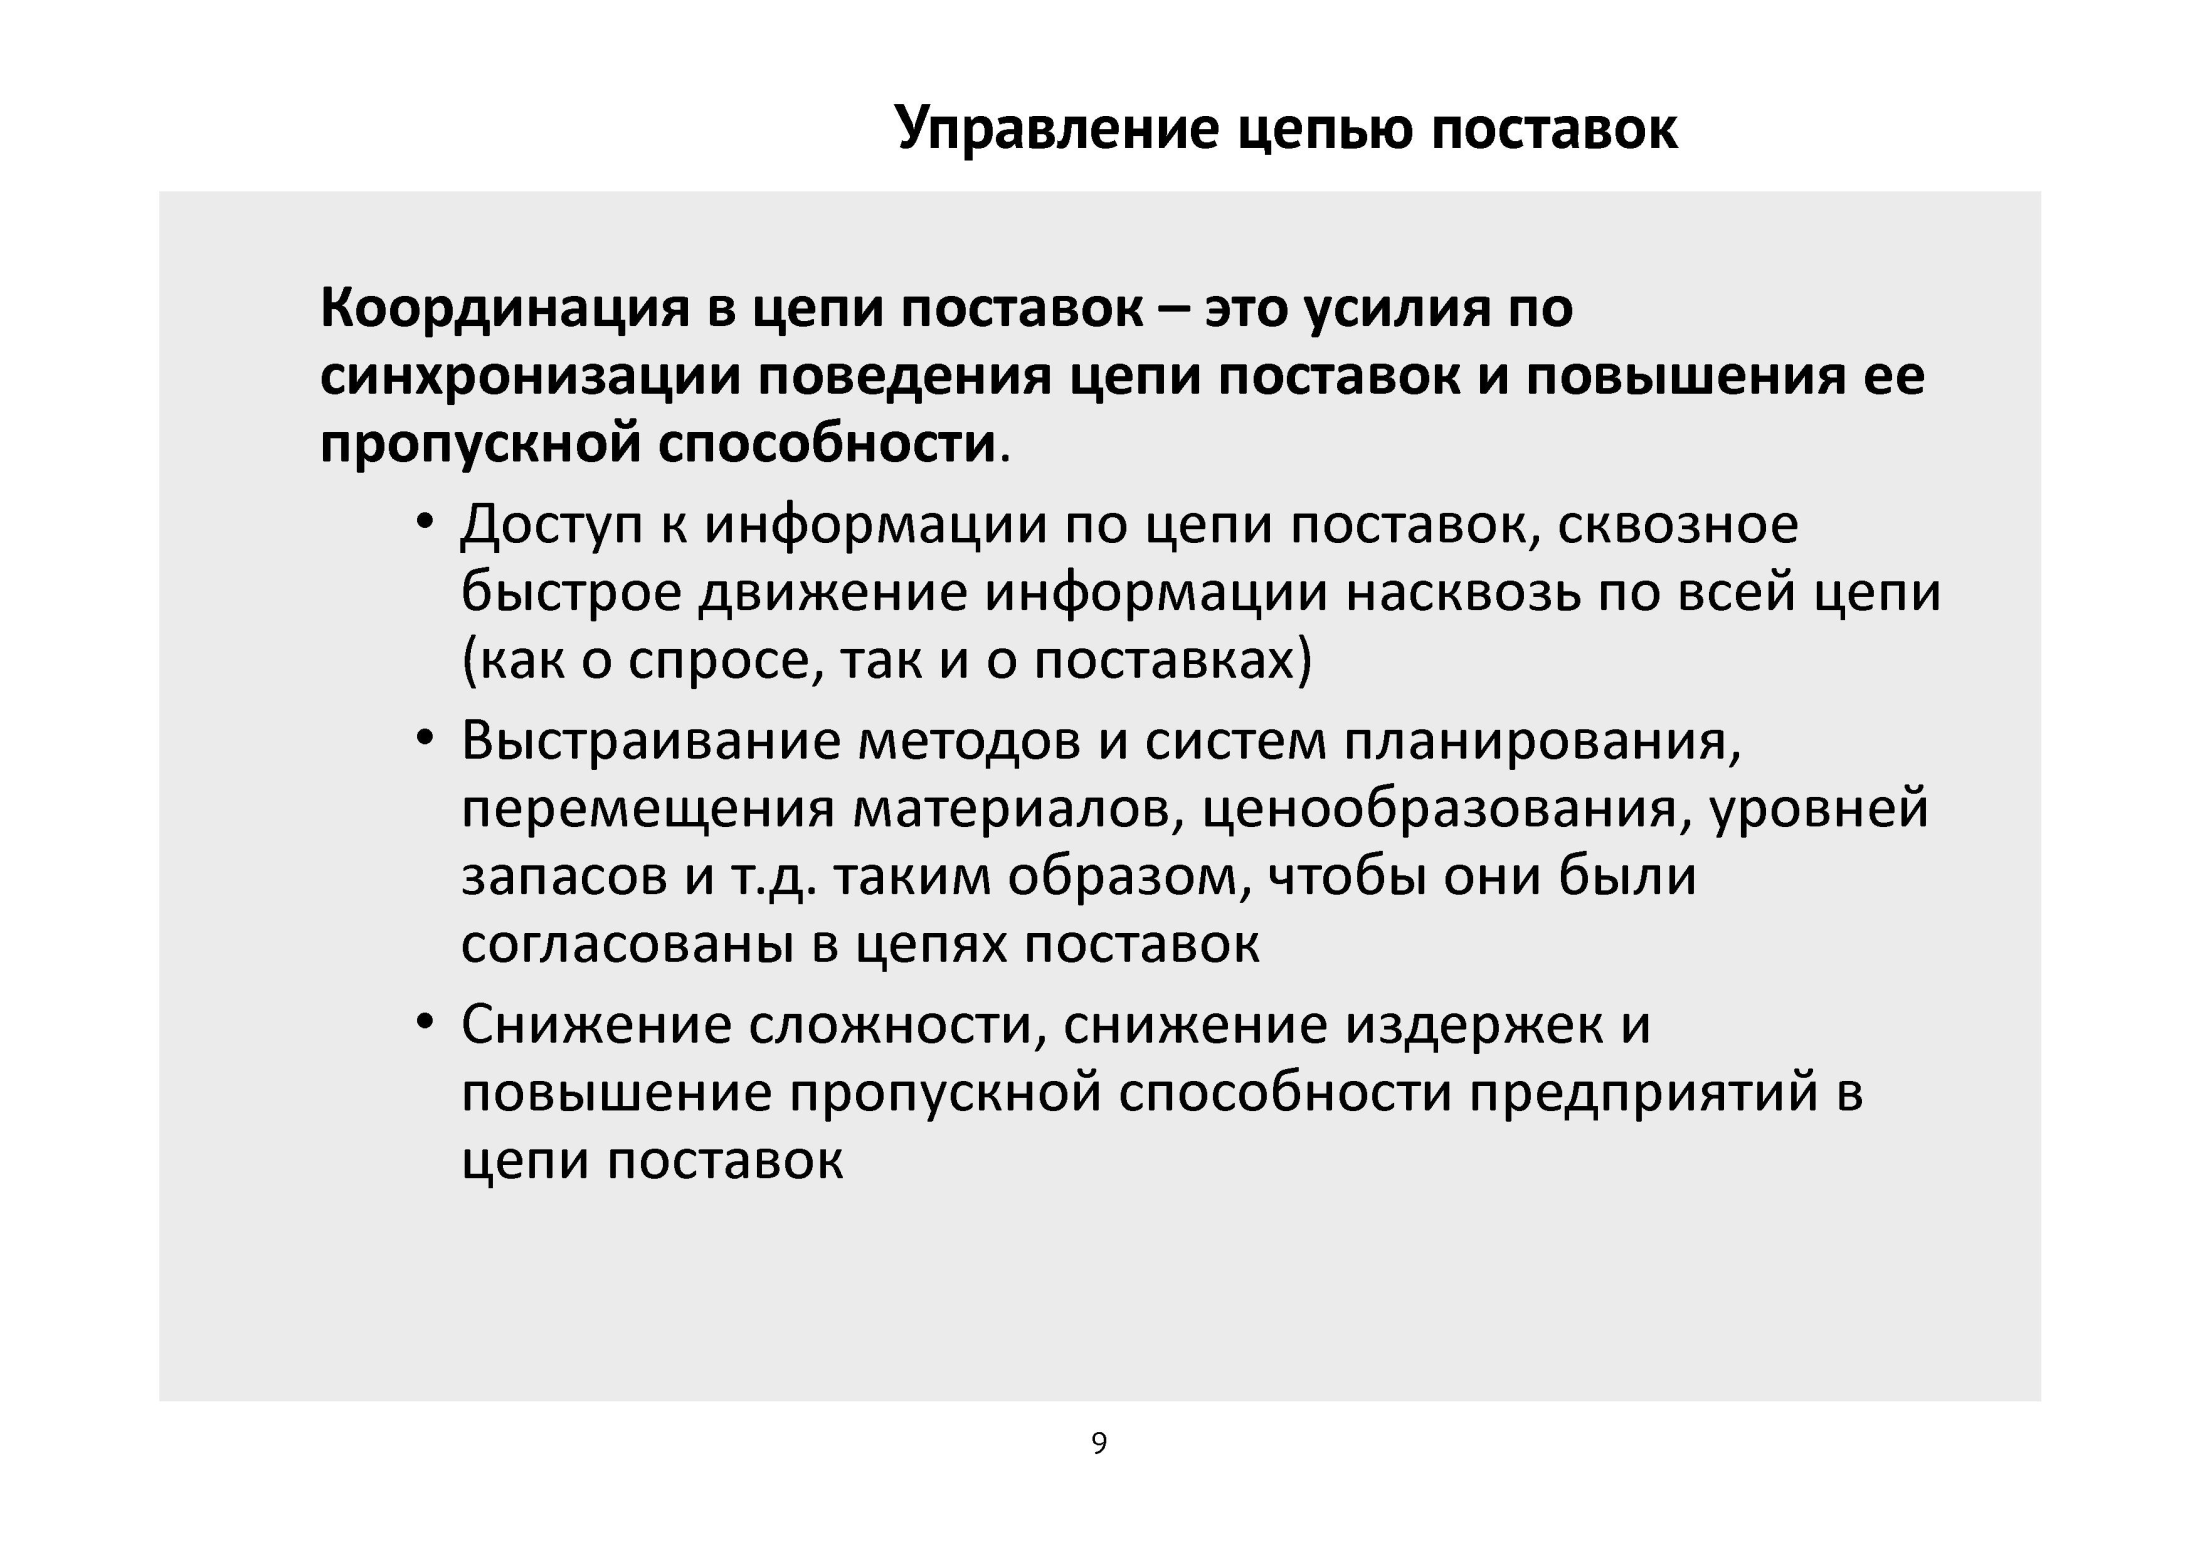 Управление цепью поставок
Координация в цепи поставок – это усилия по
синхронизации поведения цепи поставок и повышения ее
пропускной способности.
• Доступ к информации по цепи поставок, сквозное
быстрое движение информации насквозь по всей цепи
(как о спросе, так и о поставках)
• Выстраивание методов и систем планирования,
перемещения материалов, ценообразования, уровней
запасов и т.д. таким образом, чтобы они были
согласованы в цепях поставок
• Снижение сложности, снижение издержек и
повышение пропускной способности предприятий в
цепи поставок
9